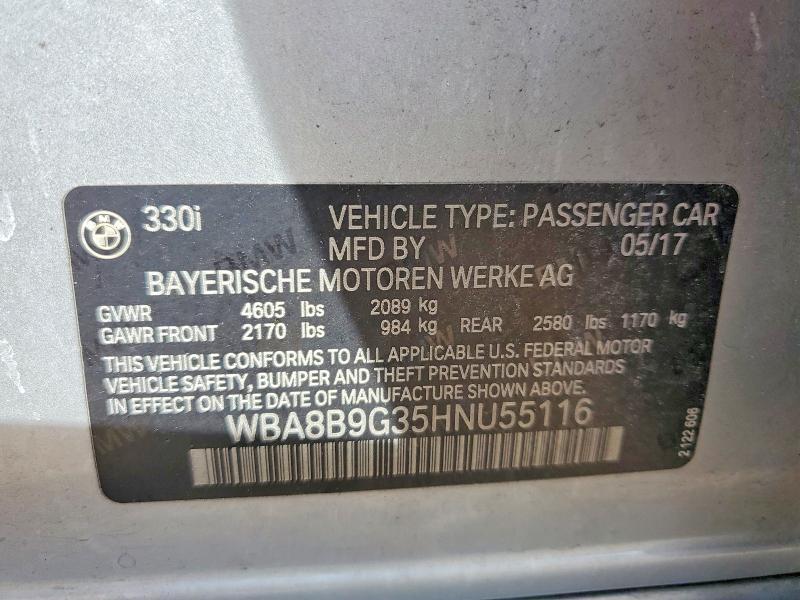 330i VEHICLE TYPE: PASSENGER CAR
MFD BY 05/17
BAYERISCHE MOTOREN WERKE AG
GVWR 4605 lbs 2089 kg
GAWR FRONT 2170 lbs 984 kg REAR 2580 lbs 1170 kg
THIS VEHICLE CONFORMS TO ALL APPLICABLE U.S. FEDERAL MOTOR
VEHICLE SAFETY, BUMPER AND THEFT PREVENTION STANDARDS
IN EFFECT ON THE DATE OF MANUFACTURE SHOWN ABOVE.
WBA8B9G35HNU55116
2 122 606